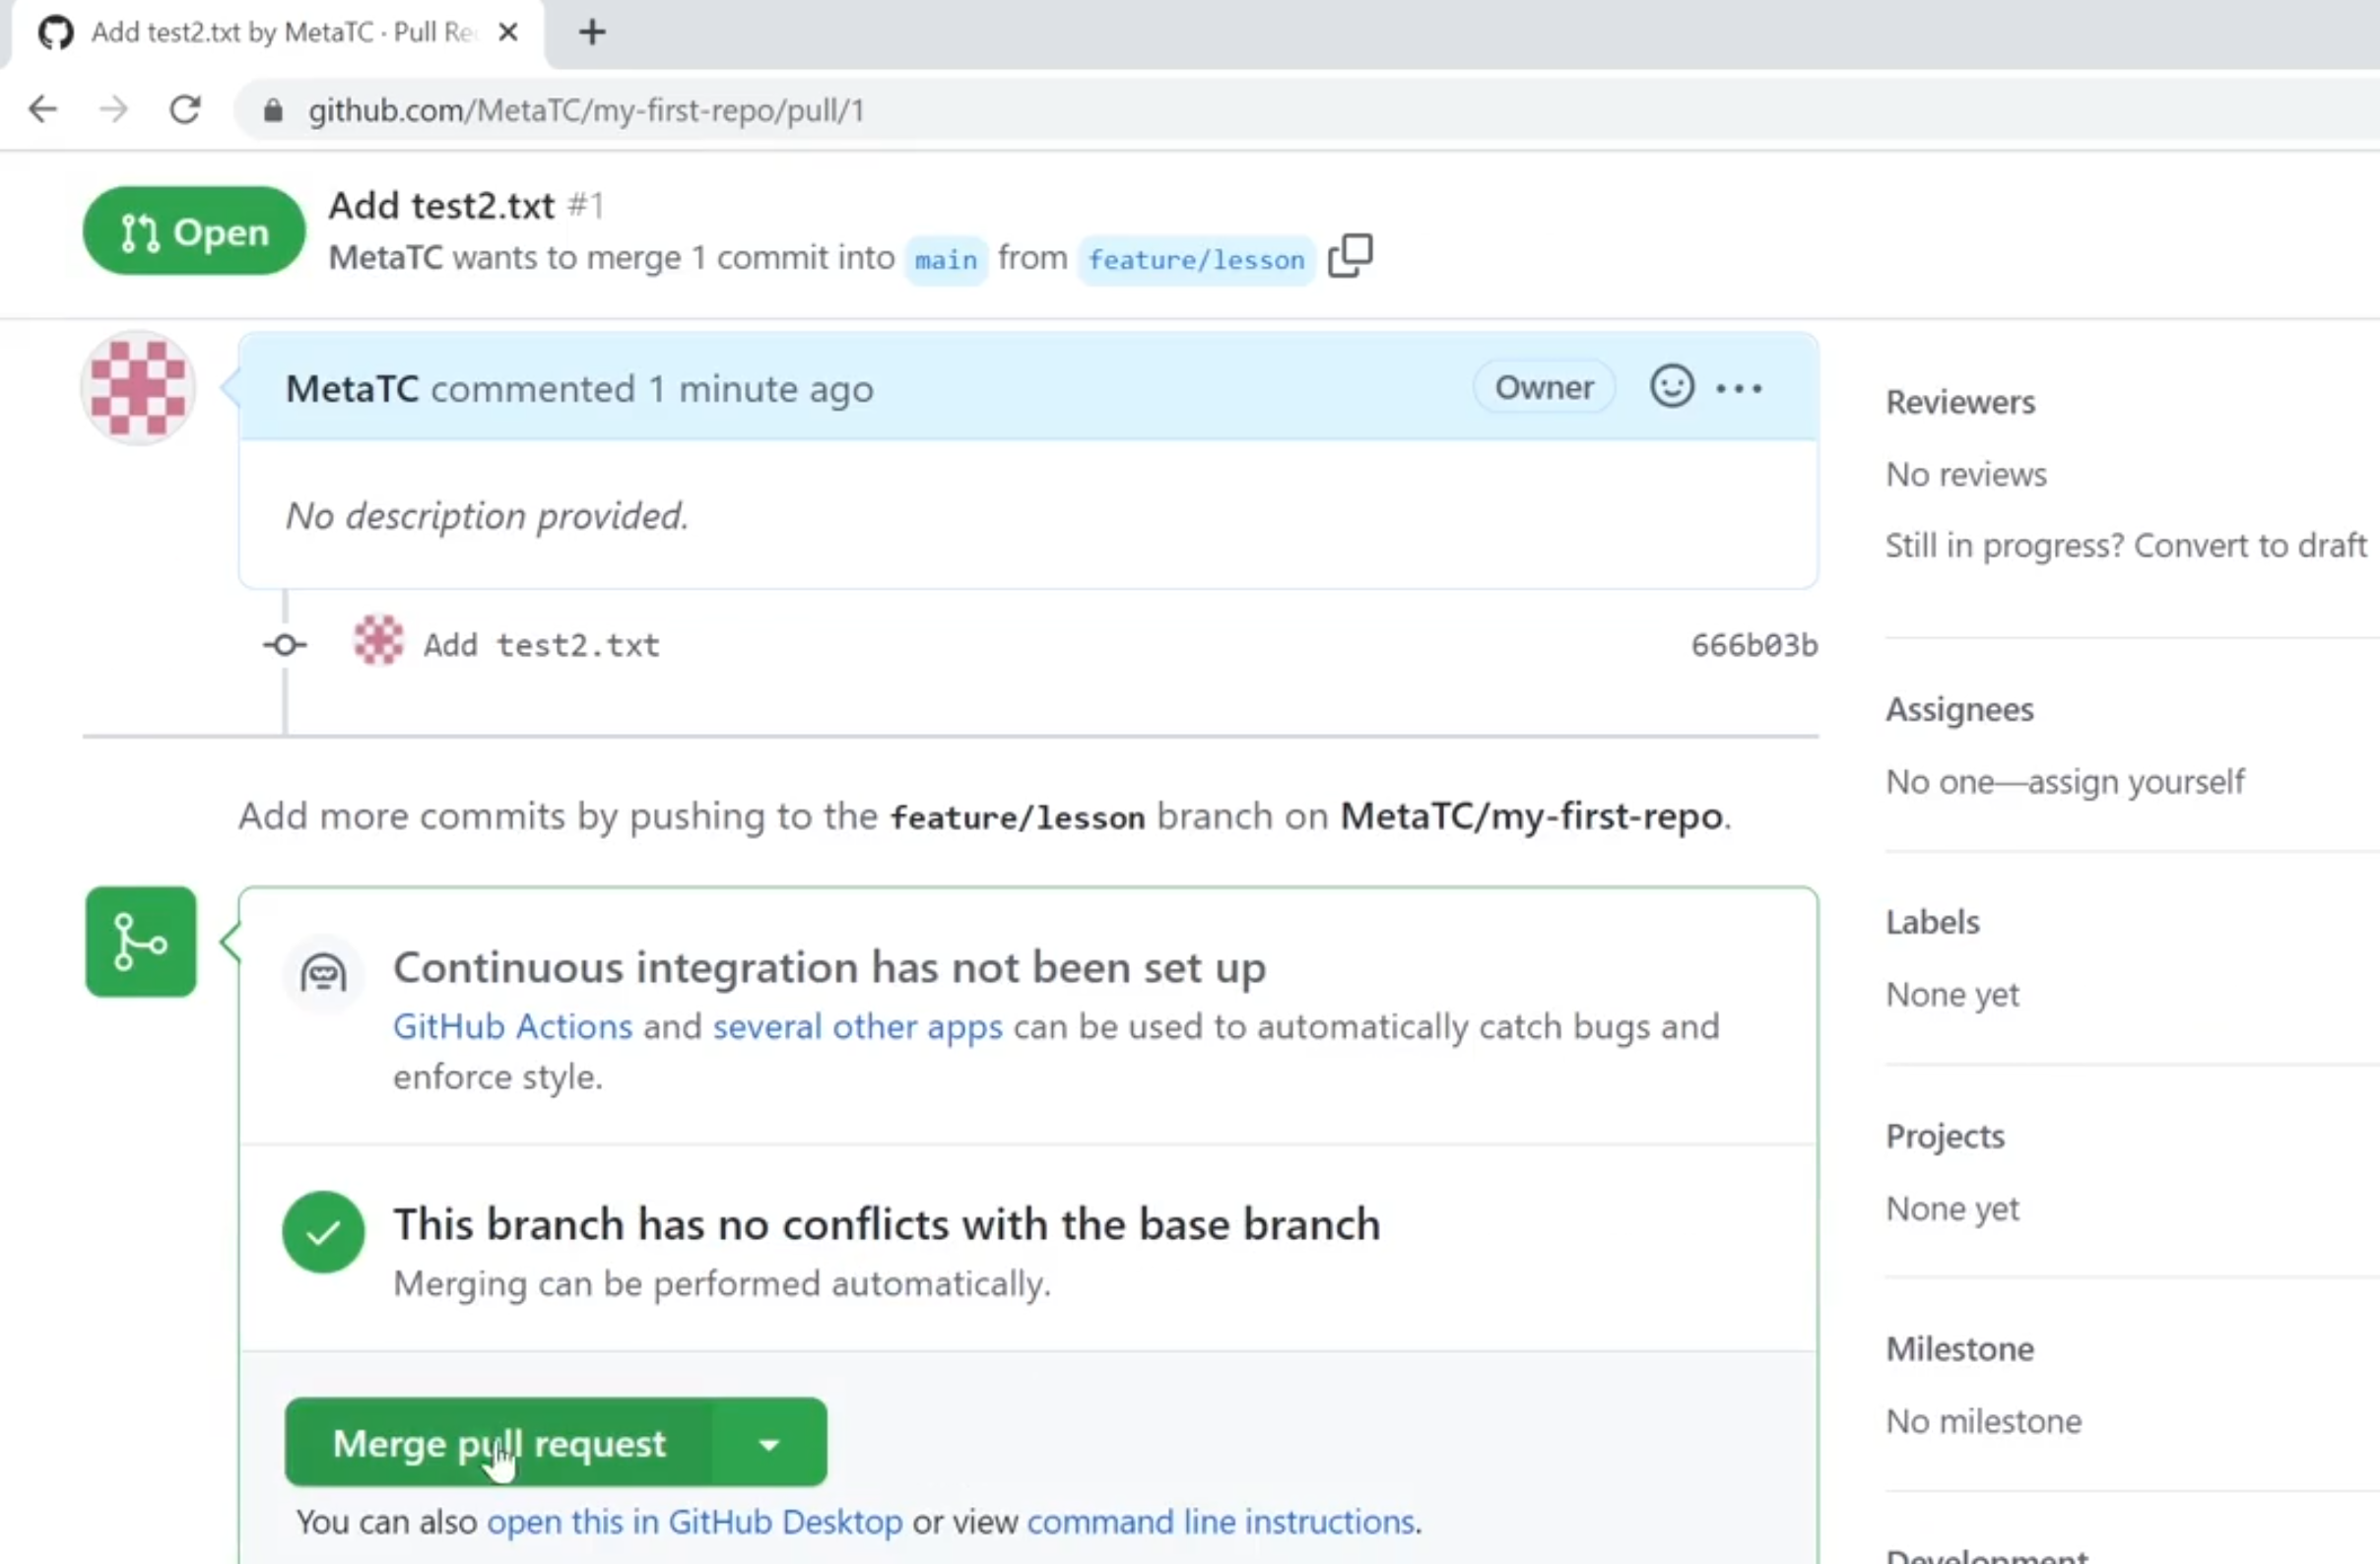 Add test2.txt by MetaTC · Pull Re
github.com/MetaTC/my-first-repo/pull/1
Open
Add test2.txt #1
MetaTC wants to merge 1 commit into main from feature/lesson
MetaTC commented 1 minute ago
Owner
No description provided.
Add test2.txt
666b03b
Add more commits by pushing to the feature/lesson branch on MetaTC/my-first-repo.
Continuous integration has not been set up
GitHub Actions and several other apps can be used to automatically catch bugs and
enforce style.
This branch has no conflicts with the base branch
Merging can be performed automatically.
Merge pull request
You can also open this in GitHub Desktop or view command line instructions.
Reviewers
No reviews
Still in progress? Convert to draft
Assignees
No one—assign yourself
Labels
None yet
Projects
None yet
Milestone
No milestone
Development